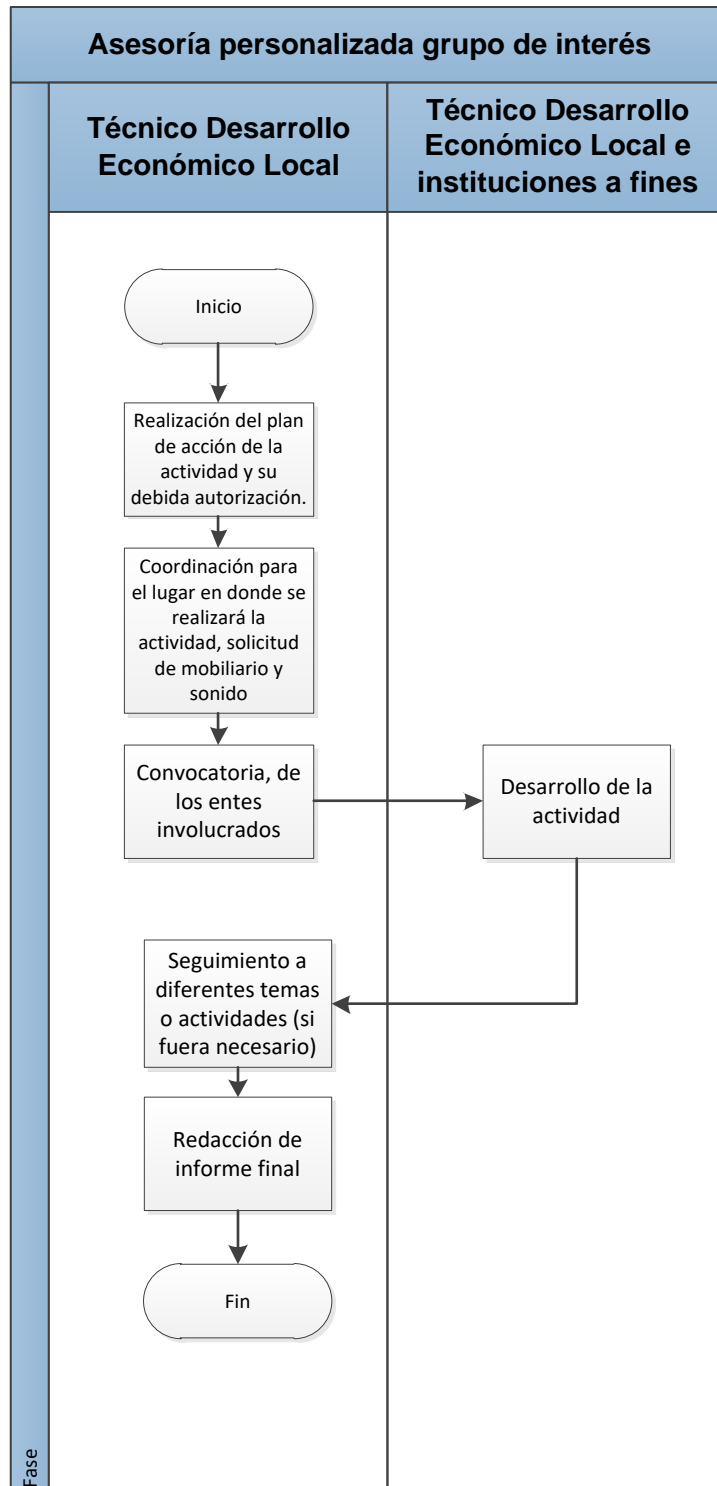 Asesoría personalizada grupo de interés
Técnico Desarrollo
Económico Local
Técnico Desarrollo
Económico Local e
instituciones a fines
Inicio
Realización del plan
de acción de la
actividad y su
debida autorización.
Coordinación para
el lugar en donde se
realizará la
actividad, solicitud
de mobiliario y
sonido
Convocatoria, de
los entes
involucrados
Desarrollo de la
actividad
Seguimiento a
diferentes temas
o actividades (si
fuera necesario)
Redacción de
informe final
Fin
Fase